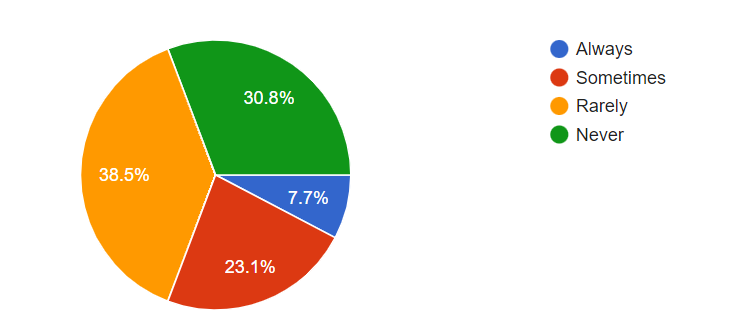 Always
Sometimes
Rarely
Never
30.8%
38.5%
7.7%
23.1%